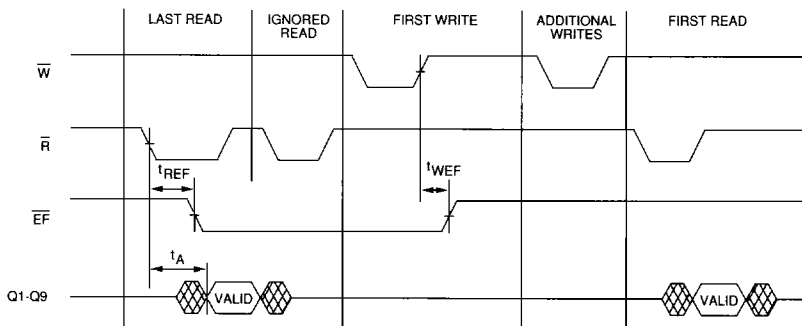 LAST READ
IGNORED READ
FIRST WRITE
ADDITIONAL WRITES
FIRST READ
W
R
tREF
tWEF
EF
tA
Q1-Q9
VALID
VALID